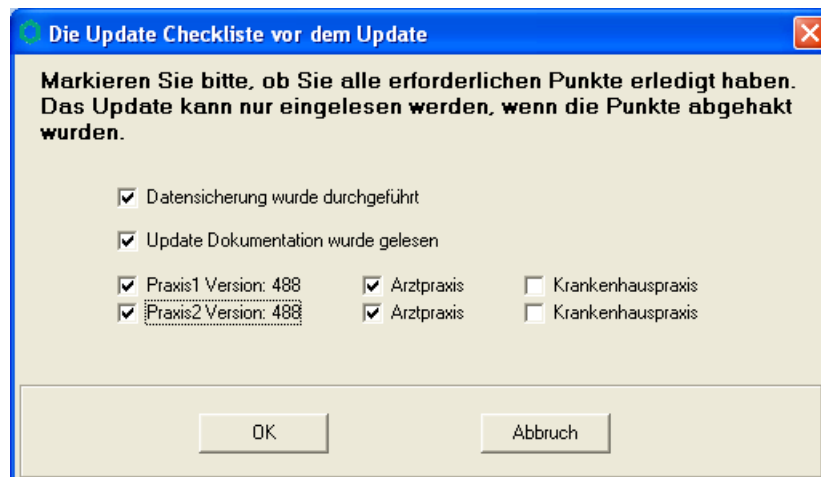 Die Update Checkliste vor dem Update
Markieren Sie bitte, ob Sie alle erforderlichen Punkte erledigt haben.
Das Update kann nur eingelesen werden, wenn die Punkte abgehakt
wurden.
Datensicherung wurde durchgeführt
Update Dokumentation wurde gelesen
Praxis1 Version: 488 Arztpraxis Krankenhauspraxis
Praxis2 Version: 488 Arztpraxis Krankenhauspraxis
OK Abbruch